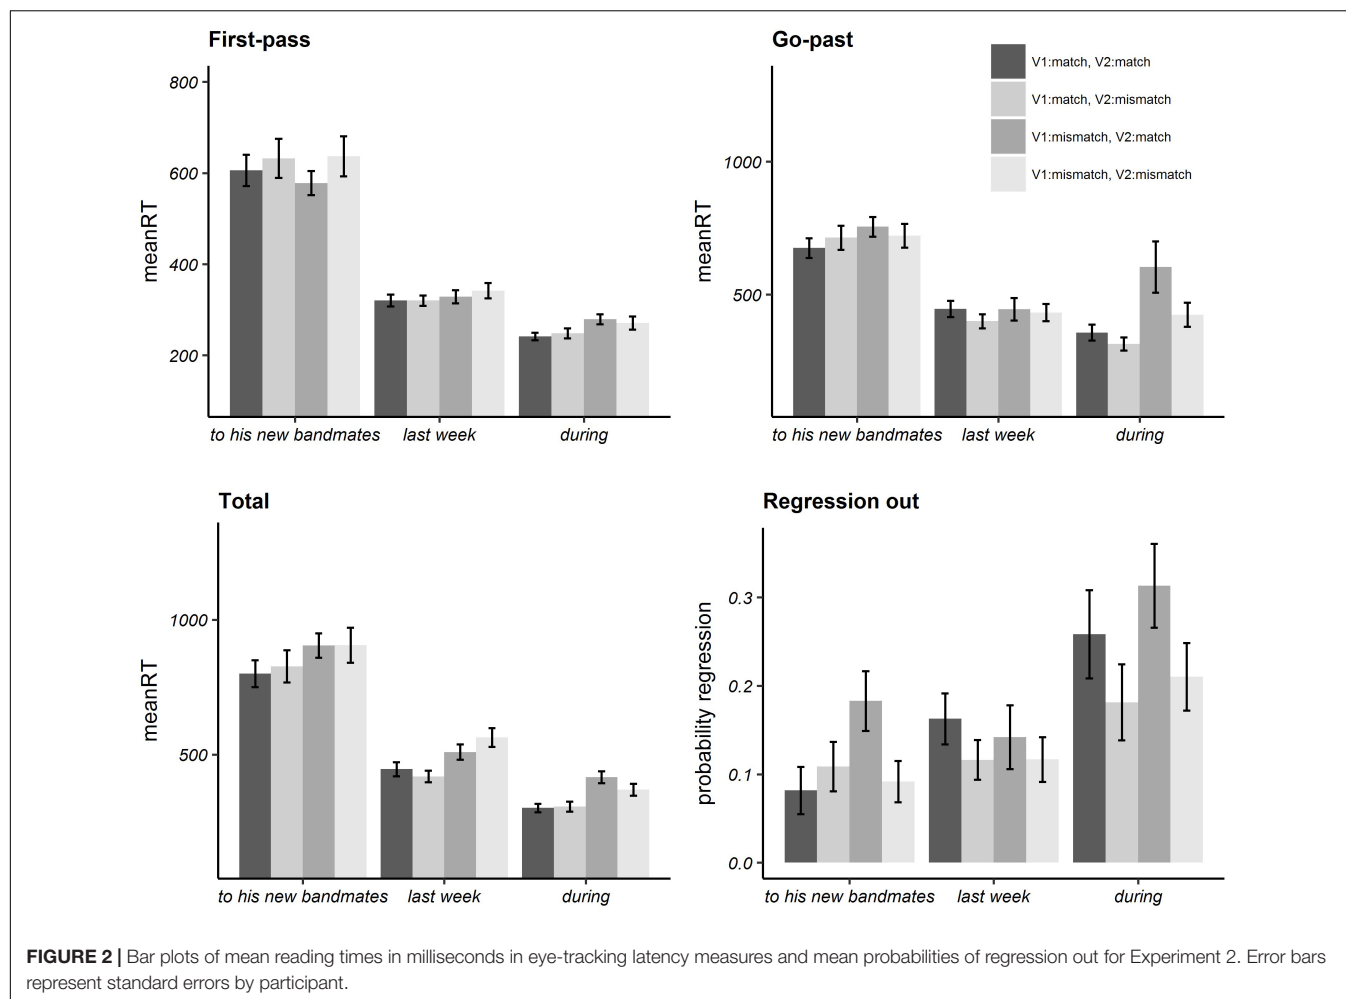 First-pass
800
600
400
200
meanRT
to his new bandmates
last week
during
Go-past
V1:match, V2:match
V1:match, V2:mismatch
V1:mismatch, V2:match
V1:mismatch, V2:mismatch
1000
500
meanRT
to his new bandmates
last week
during
Total
1000
500
meanRT
to his new bandmates
last week
during
Regression out
0.3
0.2
0.1
0.0
probability regression
to his new bandmates
last week
during
FIGURE 2 | Bar plots of mean reading times in milliseconds in eye-tracking latency measures and mean probabilities of regression out for Experiment 2. Error bars
represent standard errors by participant.